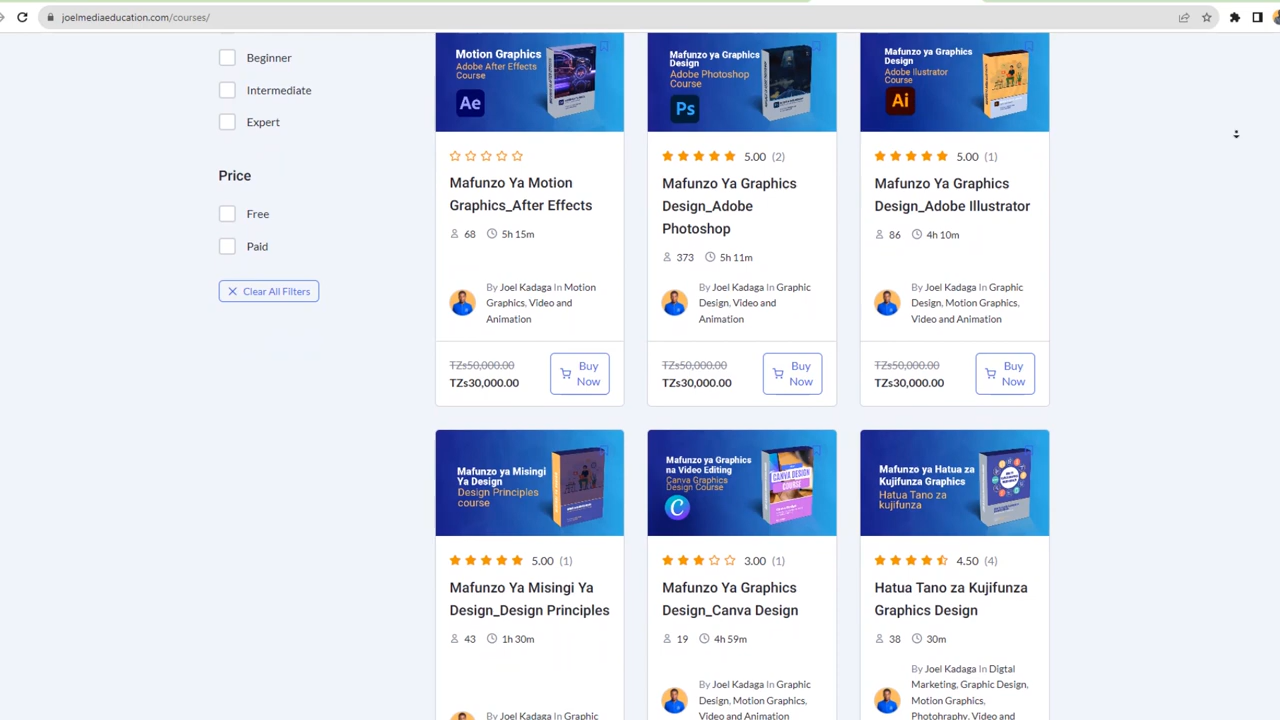 joelmediaeducation.com/courses/
Beginner
Intermediate
Expert
Price
Free
Paid
Clear All Filters
Motion Graphics
Adobe After Effects
Course
Ae
Mafunzo Ya Motion
Graphics_After Effects
68 5h 15m
By Joel Kadaga In Motion
Graphics, Video and
Animation
TZs50,000.00
TZs30,000.00
Buy
Now
Mafunzo ya Graphics
Design
Adobe Photoshop
Course
Ps
5.00 (2)
Mafunzo Ya Graphics
Design_Adobe
Photoshop
373 5h 11m
By Joel Kadaga In Graphic
Design, Video and
Animation
TZs50,000.00
TZs30,000.00
Buy
Now
Mafunzo ya Graphics
Design
Adobe Ilustrator
Course
Ai
5.00 (1)
Mafunzo Ya Graphics
Design_Adobe Illustrator
86 4h 10m
By Joel Kadaga In Graphic
Design, Motion Graphics,
Video and Animation
TZs50,000.00
TZs30,000.00
Buy
Now
Mafunzo ya Misingi
Ya Design
Design Principles
course
5.00 (1)
Mafunzo Ya Misingi Ya
Design_Design Principles
43 1h 30m
By Joel Kadaga In Graphic
Mafunzo ya Graphics
na Video Editing
Canva Graphics
Design Course
C
CANVA DESIGN
COURSE
3.00 (1)
Mafunzo Ya Graphics
Design_Canva Design
19 4h 59m
By Joel Kadaga In Graphic
Design, Motion Graphics,
Video and Animation
Mafunzo ya Hatua za
Kujifunza Graphics
Hatua Tano za
kujifunza
4.50 (4)
Hatua Tano za Kujifunza
Graphics Design
38 30m
By Joel Kadaga In Digtal
Marketing, Graphic Design,
Motion Graphics,
Photohraphy, Video and